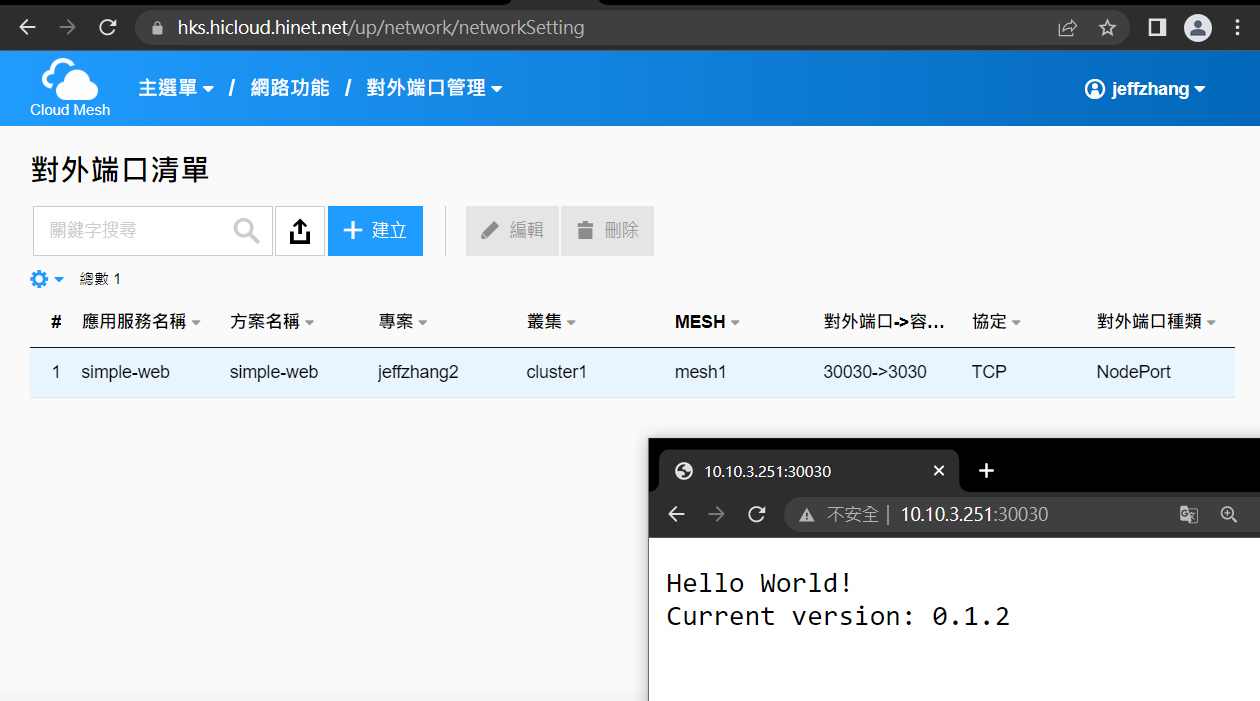 hks.hicloud.hinet.net/up/network/networkSetting
Cloud Mesh
主選單 / 網路功能 / 對外端口管理
jeffzhang
對外端口清單
關鍵字搜尋
建立
編輯
刪除
總數 1
# 應用服務名稱 方案名稱 專案 叢集 MESH 對外端口->容... 協定 對外端口種類
1 simple-web simple-web jeffzhang2 cluster1 mesh1 30030->3030 TCP NodePort
10.10.3.251:30030
不安全 | 10.10.3.251:30030
Hello World!
Current version: 0.1.2